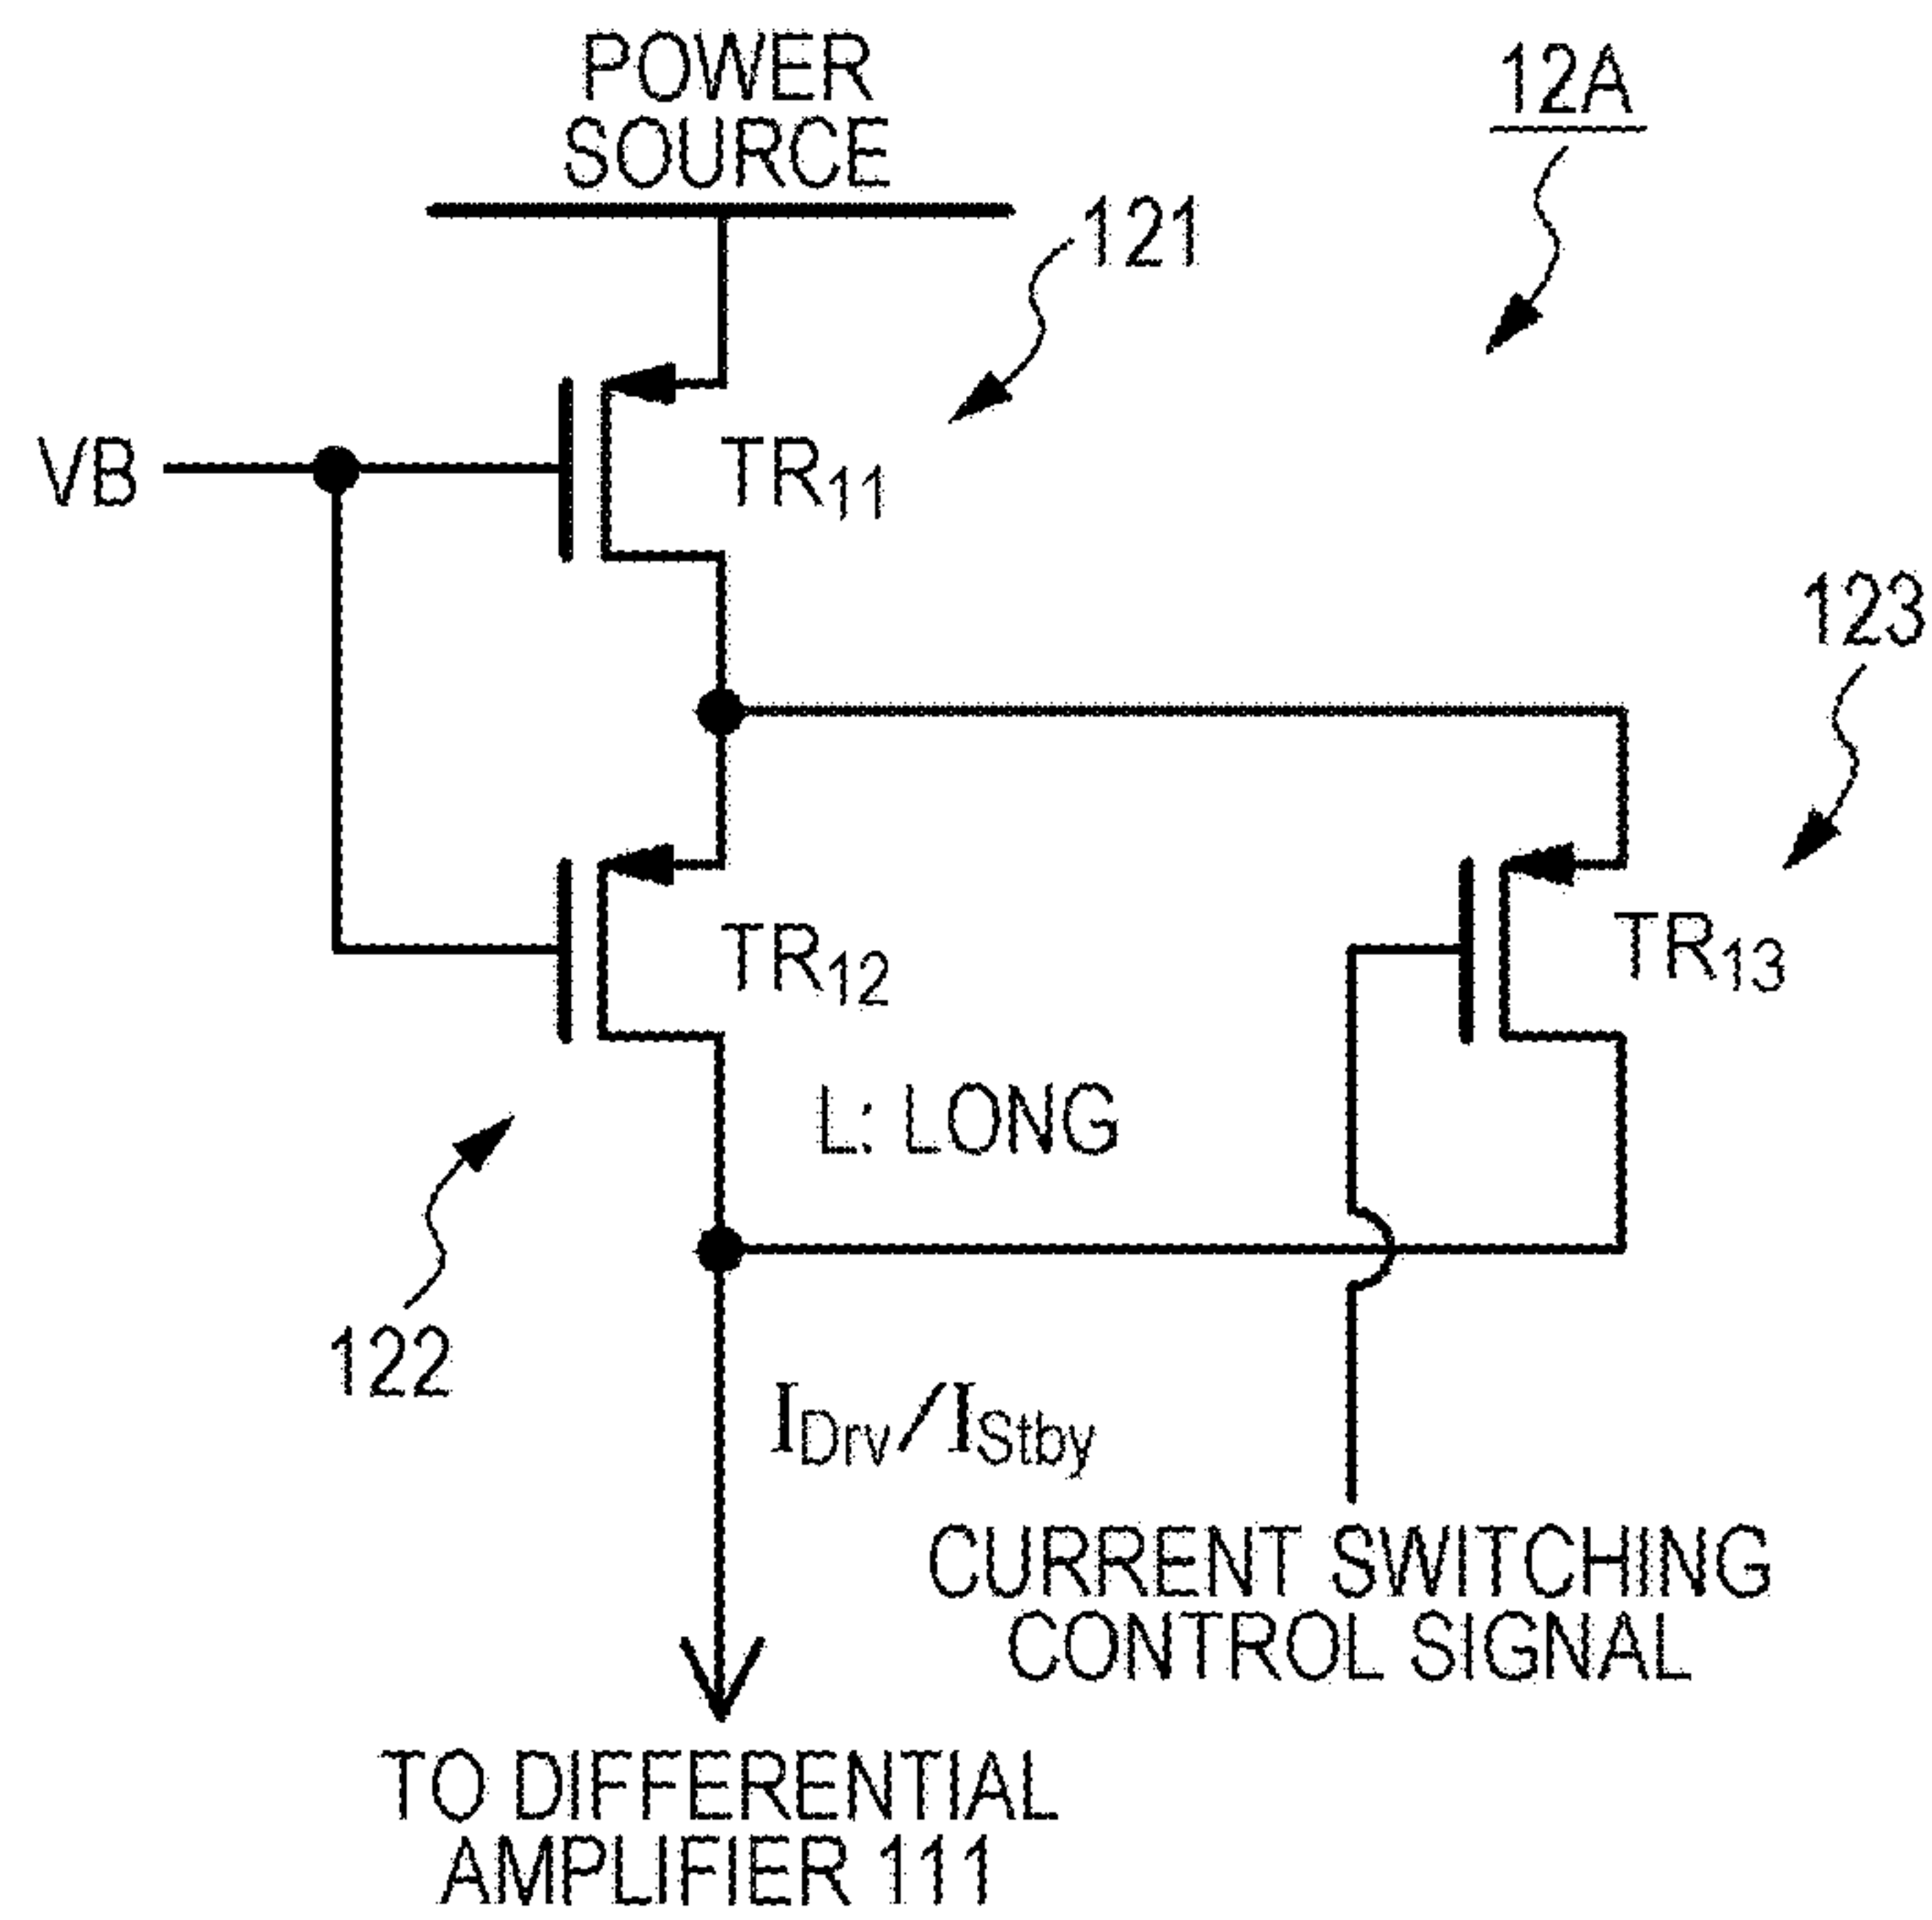 POWER
SOURCE
12A
121
VB
TR11
123
TR12
TR13
L: LONG
122
IDrv/IStby
CURRENT SWITCHING
CONTROL SIGNAL
TO DIFFERENTIAL
AMPLIFIER 111